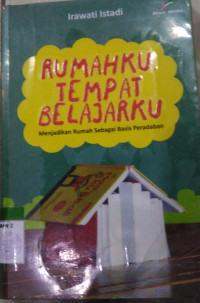 Irawati Istadi
RUMAHKU
TEMPAT
BELAJARKU
Menjadikan Rumah Sebagai Basis Peradaban